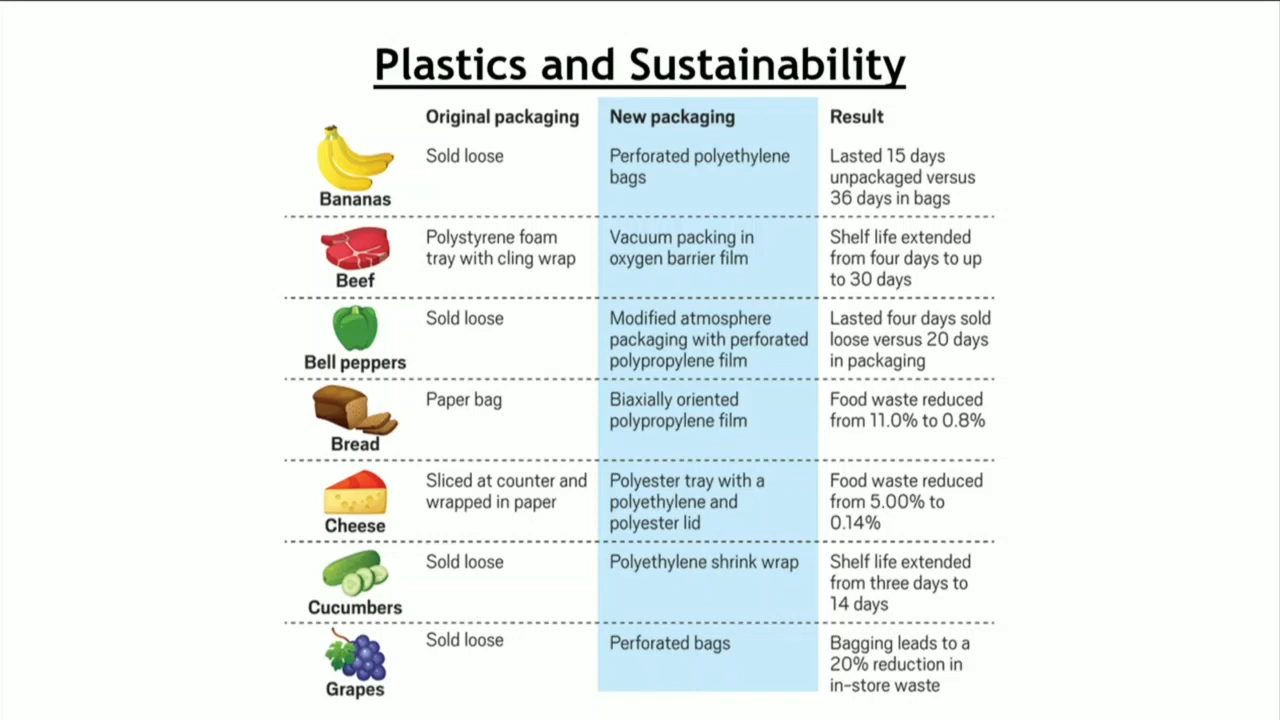 Plastics and Sustainability
Original packaging
New packaging
Result
Bananas
Sold loose
Perforated polyethylene
bags
Lasted 15 days
unpackaged versus
36 days in bags
Beef
Polystyrene foam
tray with cling wrap
Vacuum packing in
oxygen barrier film
Shelf life extended
from four days to up
to 30 days
Bell peppers
Sold loose
Modified atmosphere
packaging with perforated
polypropylene film
Lasted four days sold
loose versus 20 days
in packaging
Bread
Paper bag
Biaxially oriented
polypropylene film
Food waste reduced
from 11.0% to 0.8%
Cheese
Sliced at counter and
wrapped in paper
Polyester tray with a
polyethylene and
polyester lid
Food waste reduced
from 5.00% to
0.14%
Cucumbers
Sold loose
Polyethylene shrink wrap
Shelf life extended
from three days to
14 days
Grapes
Sold loose
Perforated bags
Bagging leads to a
20% reduction in
in-store waste